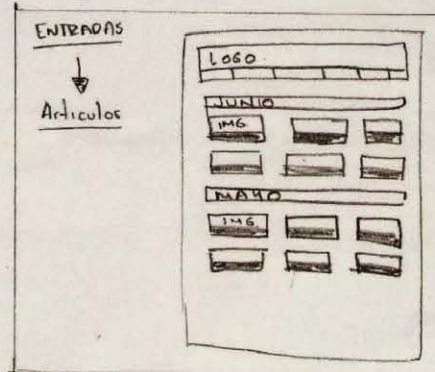 ENTRADAS
Articulos
LOGO
JUNIO
IMG
MAYO
IMG